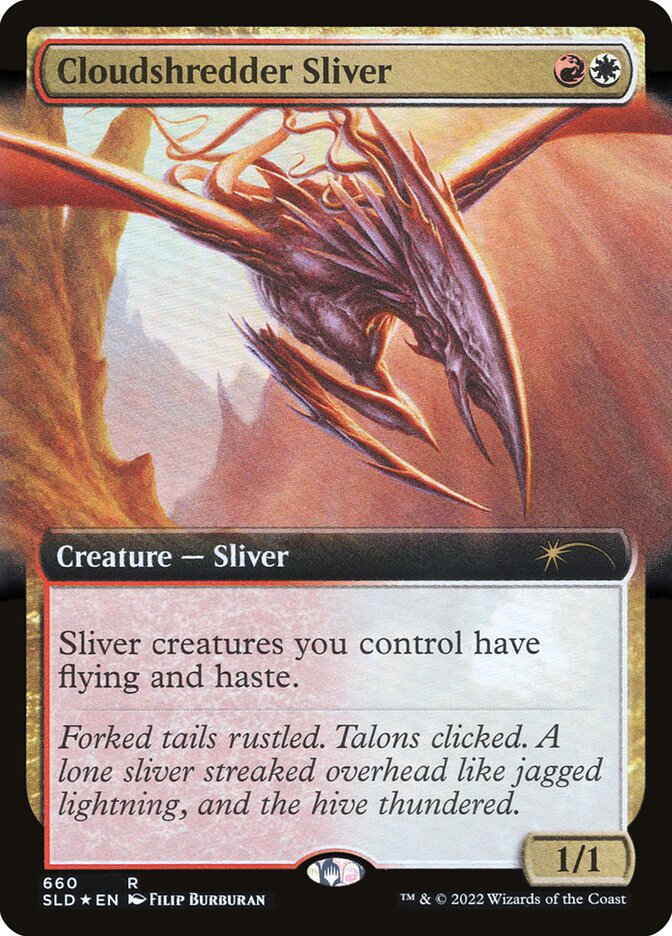 Cloudshredder Sliver
Creature — Sliver
Sliver creatures you control have
flying and haste.
Forked tails rustled. Talons clicked. A
lone sliver streaked overhead like jagged
lightning, and the hive thundered.
1/1
660 R
SLD★EN Filip Burburan
™ & © 2022 Wizards of the Coast